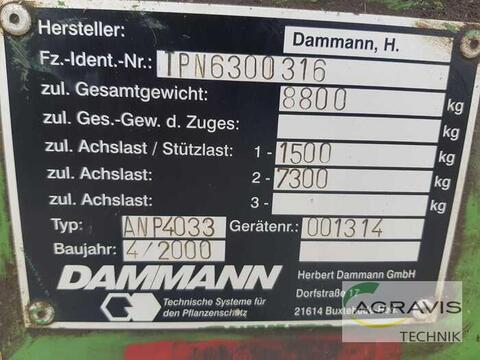 Hersteller: Dammann, H.
Fz.-Ident.-Nr.: TPN6300316
zul. Gesamtgewicht: 8800 kg
zul. Ges.-Gew. d. Zuges: kg
zul. Achslast / Stützlast: 1 - 1500 kg
zul. Achslast: 2 - 7300 kg
zul. Achslast: 3 - kg
Typ: ANP4033 Gerätenr.: 001314
Baujahr: 4/2000
DAMMANN Herbert Dammann GmbH
Technische Systeme für Dorfstraße 17
den Pflanzenschutz 21614
AGRAVIS
TECHNIK